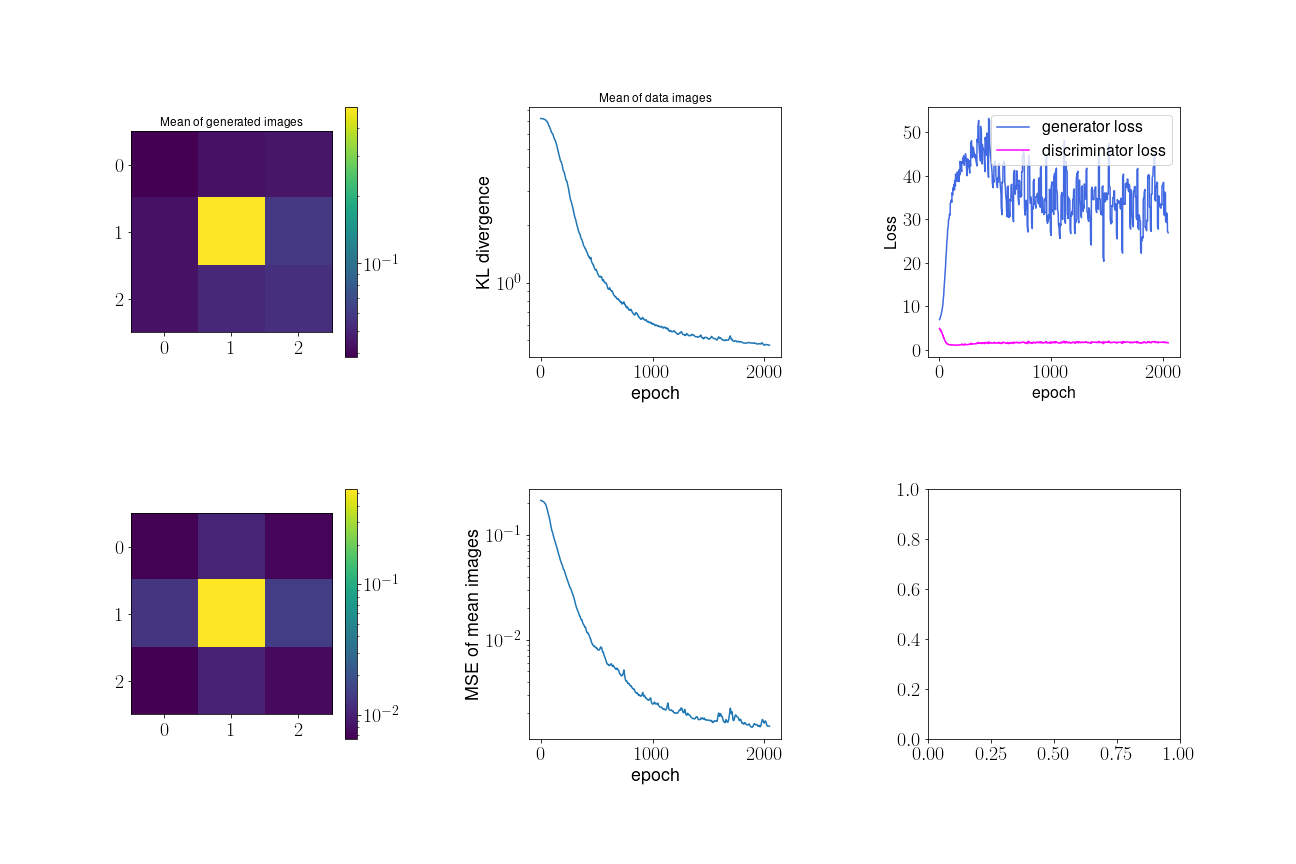 Mean of generated images
0
1
2
0 1 2
10⁻¹
Mean of data images
KL divergence
10⁰
0 1000 2000
epoch
generator loss
discriminator loss
Loss
50
40
30
20
10
0
0 1000 2000
epoch
0
1
2
0 1 2
10⁻¹
10⁻²
MSE of mean images
10⁻¹
10⁻²
0 1000 2000
epoch
1.0
0.8
0.6
0.4
0.2
0.0
0.00 0.25 0.50 0.75 1.00